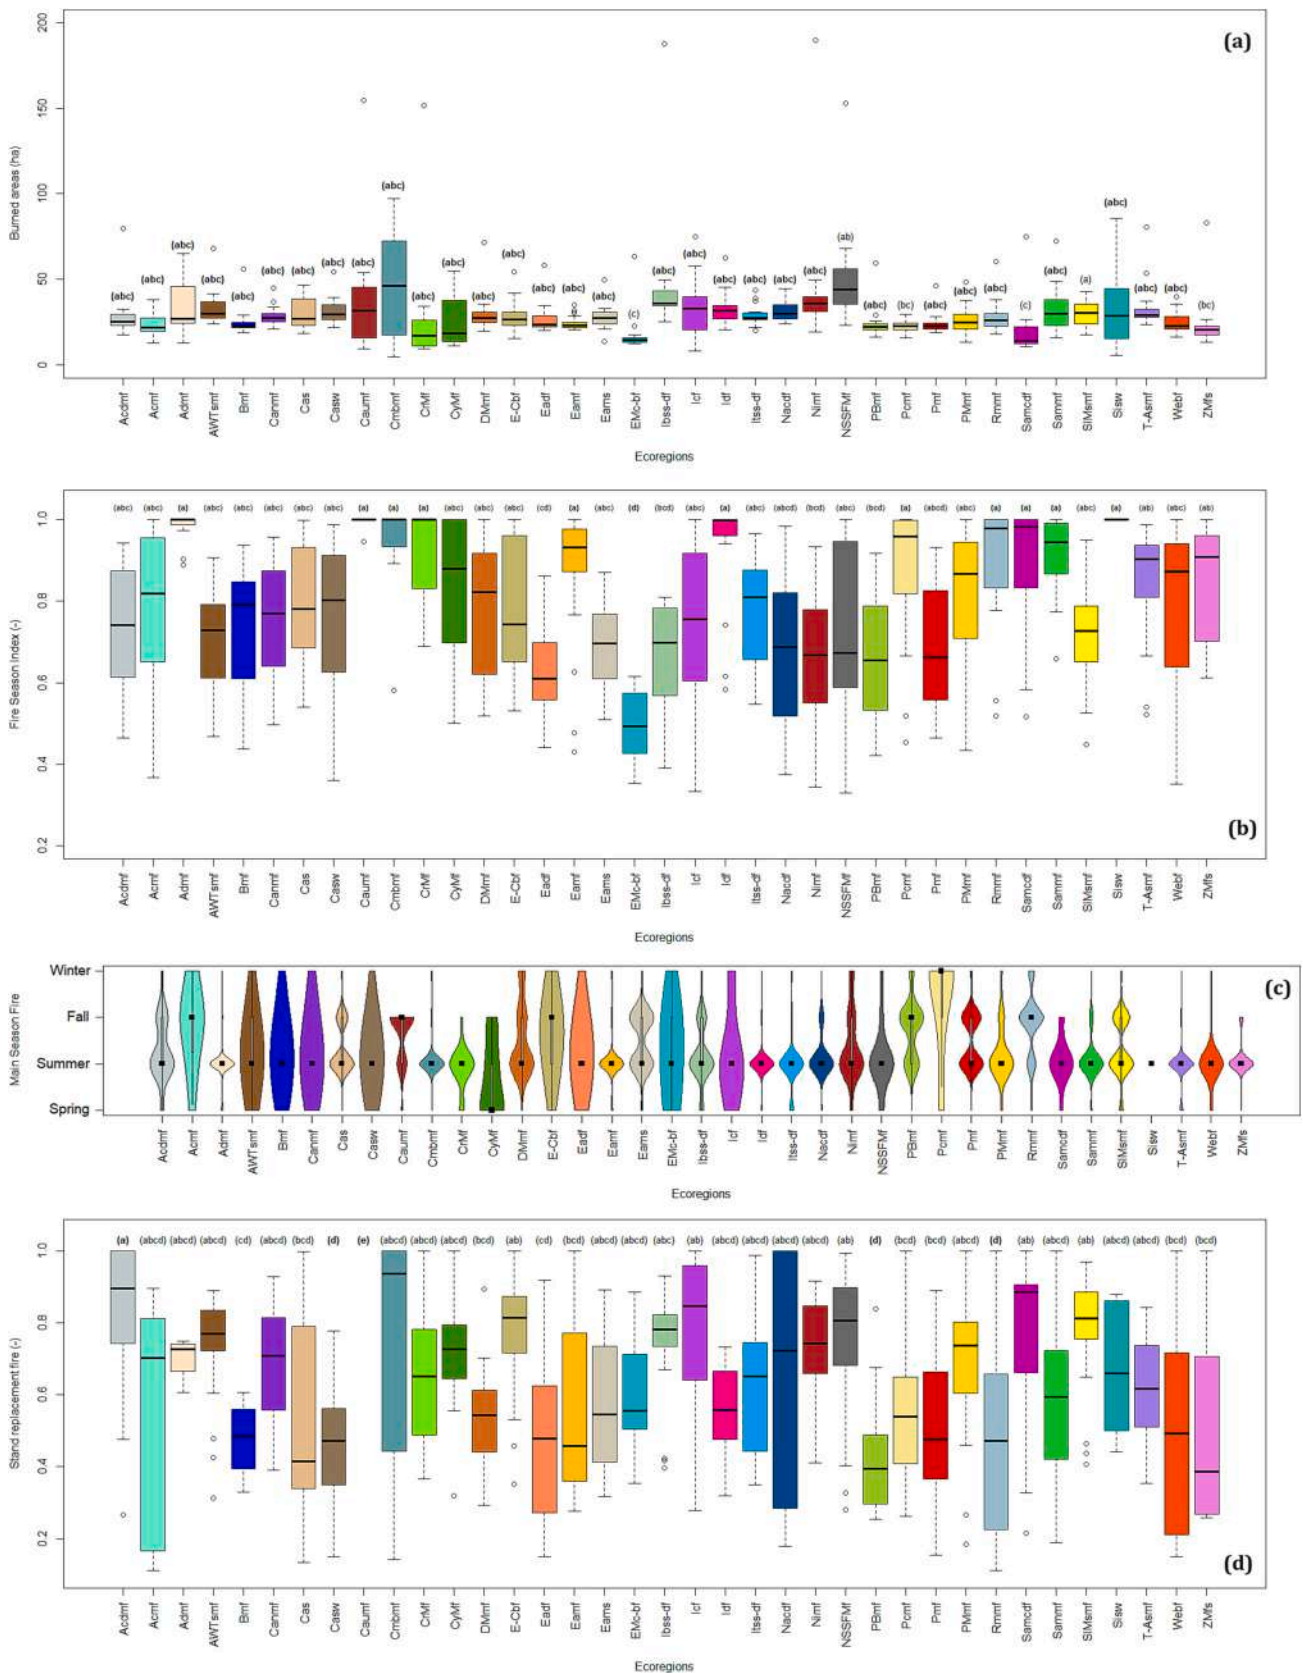 (a)
Burned areas (ha)
200
150
100
50
0
(abc) (abc) (abc) (abc) (abc) (abc) (abc) (abc) (abc) (abc) (abc) (abc) (abc) (abc) (abc) (abc) (abc) (c) (abc) (abc) (abc) (abc) (abc) (abc) (ab) (abc) (bc) (abc) (abc) (abc) (c) (abc) (a) (abc) (abc) (abc) (bc)
Acdmf Acmf Admf AWTsmf Bmf Canmf Cas Casw Caumf Cmbmf CrMf CyMf DMmf E-Cbf Eadf Eamf Eams EMc-bf Ibss-df Icf Idf Itss-df Nacdf Nimf NSSFMf PBmf Pcmf Pmf PMmf Rmmf Samcdf Sammf SIMsmf Sisw T-Asmf Webf ZMfs
Ecoregions
(abc) (abc) (a) (abc) (abc) (abc) (abc) (abc) (a) (a) (a) (abc) (abc) (abc) (cd) (a) (abc) (d) (bcd) (abc) (a) (abc) (abcd) (bcd) (abc) (bcd) (abc) (abcd) (abc) (a) (a) (a) (abc) (a) (ab) (abc) (ab)
Fire Season Index (-)
1.0
0.8
0.6
0.4
0.2
(b)
Acdmf Acmf Admf AWTsmf Bmf Canmf Cas Casw Caumf Cmbmf CrMf CyMf DMmf E-Cbf Eadf Eamf Eams EMc-bf Ibss-df Icf Idf Itss-df Nacdf Nimf NSSFMf PBmf Pcmf Pmf PMmf Rmmf Samcdf Sammf SIMsmf Sisw T-Asmf Webf ZMfs
Ecoregions
Main Season Fire
Winter
Fall
Summer
Spring
(c)
Acdmf Acmf Admf AWTsmf Bmf Canmf Cas Casw Caumf Cmbmf CrMf CyMf DMmf E-Cbf Eadf Eamf Eams EMc-bf Ibss-df Icf Idf Itss-df Nacdf Nimf NSSFMf PBmf Pcmf Pmf PMmf Rmmf Samcdf Sammf SIMsmf Sisw T-Asmf Webf ZMfs
Ecoregions
(a) (abcd) (abcd) (abcd) (cd) (abcd) (bcd) (d) (e) (abcd) (abcd) (abcd) (bcd) (ab) (cd) (bcd) (abcd) (abcd) (abc) (ab) (abcd) (abcd) (abcd) (abcd) (ab) (d) (bcd) (bcd) (abcd) (d) (ab) (abcd) (ab) (abcd) (abcd) (bcd) (bcd)
Stand replacement fire (-)
1.0
0.8
0.6
0.4
0.2
(d)
Acdmf Acmf Admf AWTsmf Bmf Canmf Cas Casw Caumf Cmbmf CrMf CyMf DMmf E-Cbf Eadf Eamf Eams EMc-bf Ibss-df Icf Idf Itss-df Nacdf Nimf NSSFMf PBmf Pcmf Pmf PMmf Rmmf Samcdf Sammf SIMsmf Sisw T-Asmf Webf ZMfs
Ecoregions